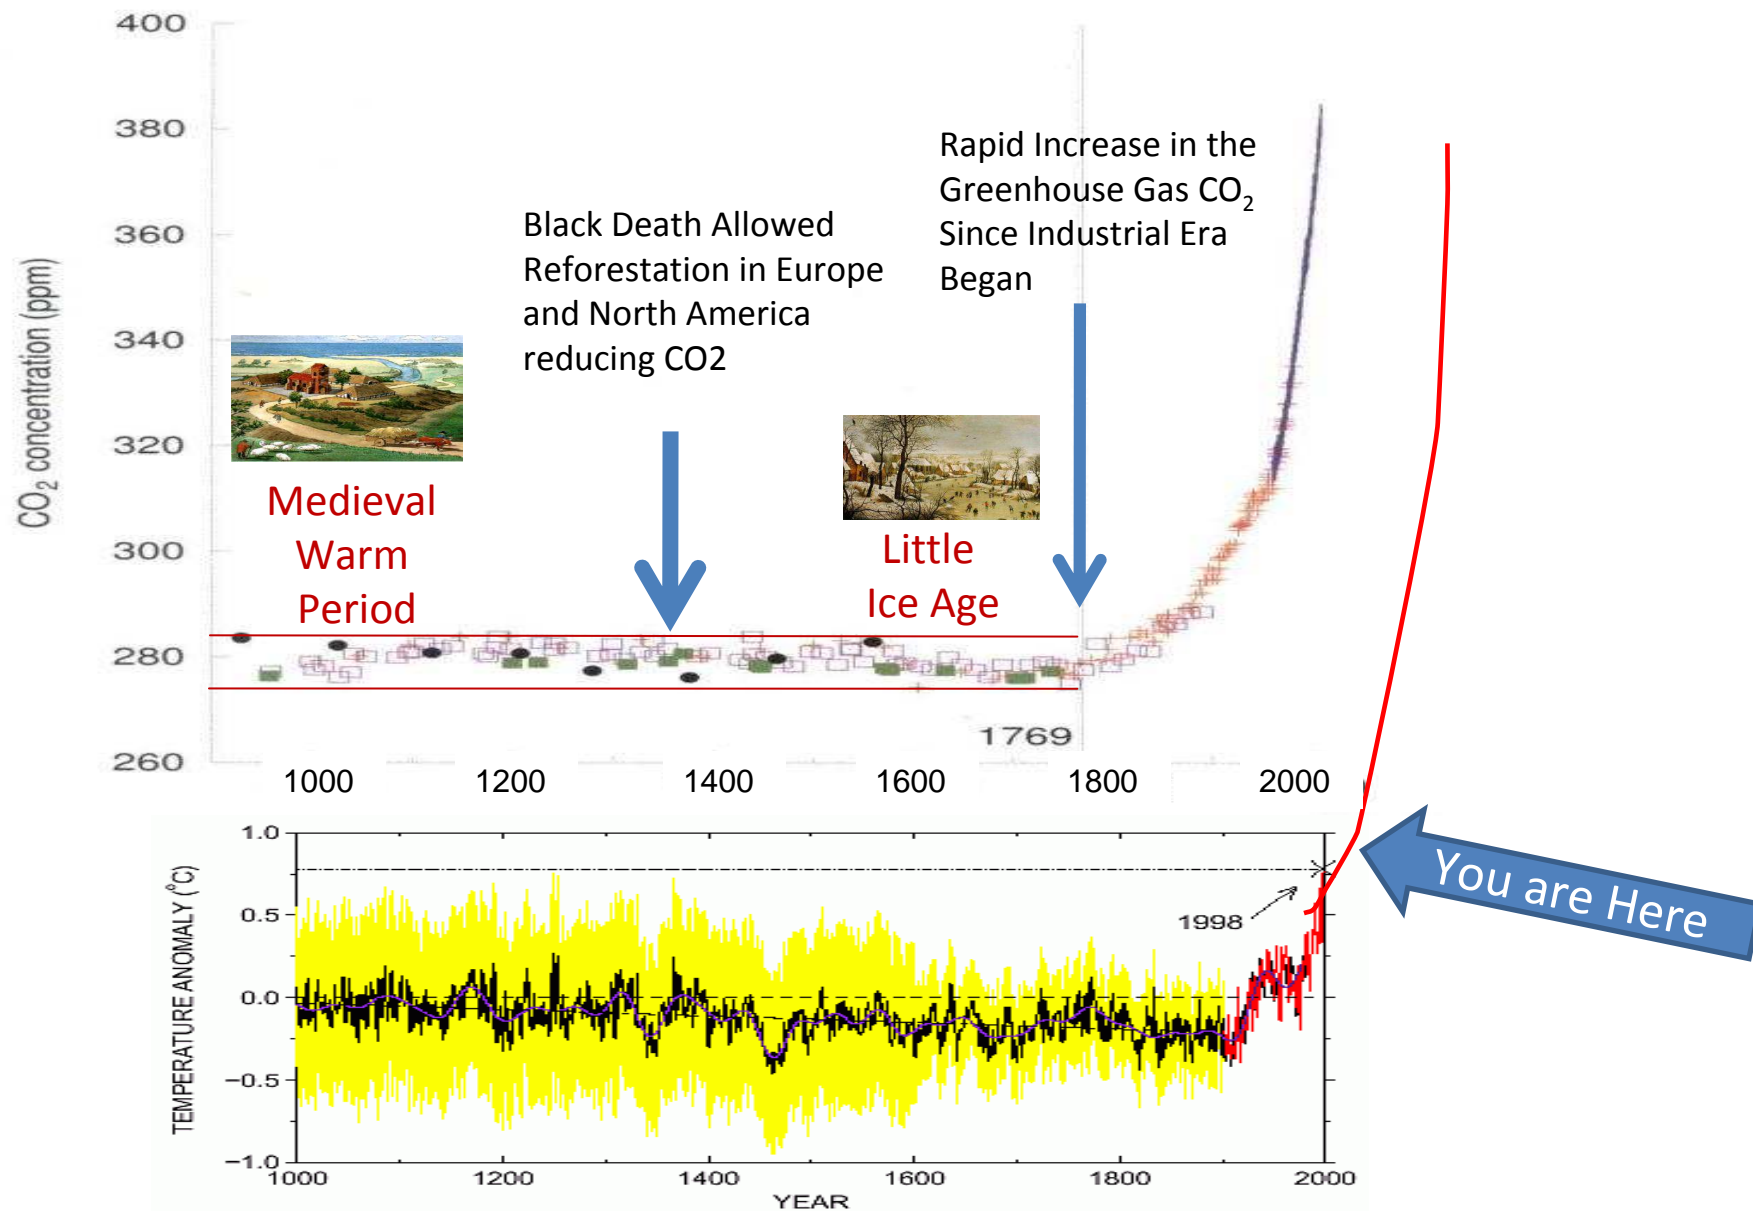 400
380
360
340
320
300
280
260
CO₂ concentration (ppm)
Rapid Increase in the
Greenhouse Gas CO₂
Since Industrial Era
Began
Black Death Allowed
Reforestation in Europe
and North America
reducing CO2
Medieval
Warm
Period
Little
Ice Age
1769
1000 1200 1400 1600 1800 2000
TEMPERATURE ANOMALY (°C)
1.0
0.5
0.0
−0.5
−1.0
1998
You are Here
1000 1200 1400 1600 1800 2000
YEAR